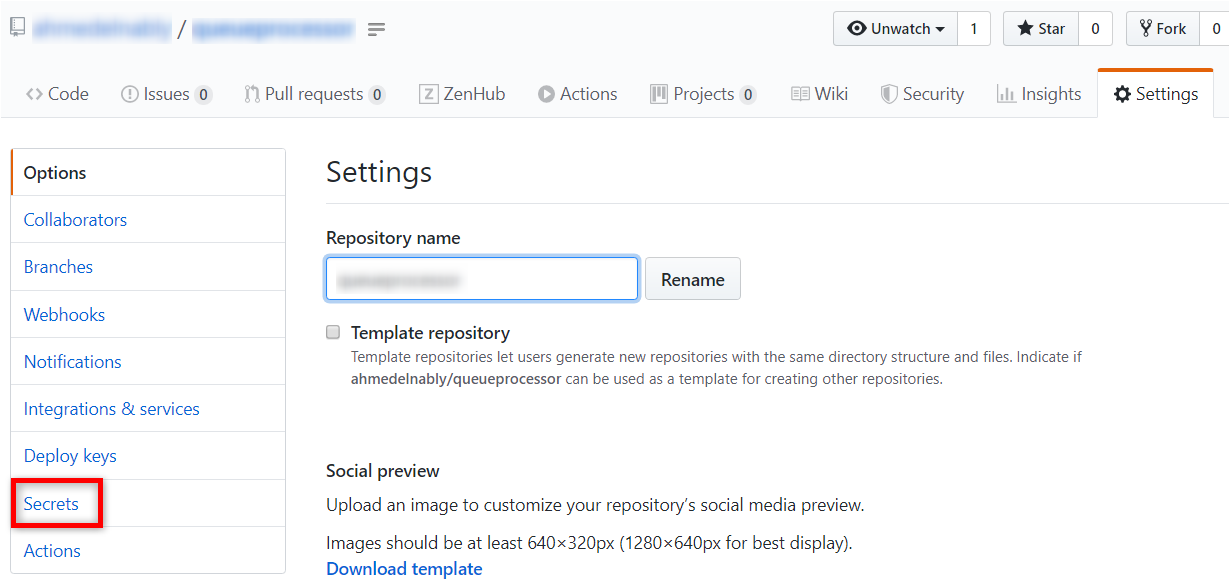 /
Unwatch 1
Star 0
Fork 0
Code
Issues 0
Pull requests 0
ZenHub
Actions
Projects 0
Wiki
Security
Insights
Settings
Options
Collaborators
Branches
Webhooks
Notifications
Integrations & services
Deploy keys
Secrets
Actions
Settings
Repository name
Rename
Template repository
Template repositories let users generate new repositories with the same directory structure and files. Indicate if
ahmedelnably/queueprocessor can be used as a template for creating other repositories.
Social preview
Upload an image to customize your repository’s social media preview.
Images should be at least 640×320px (1280×640px for best display).
Download template